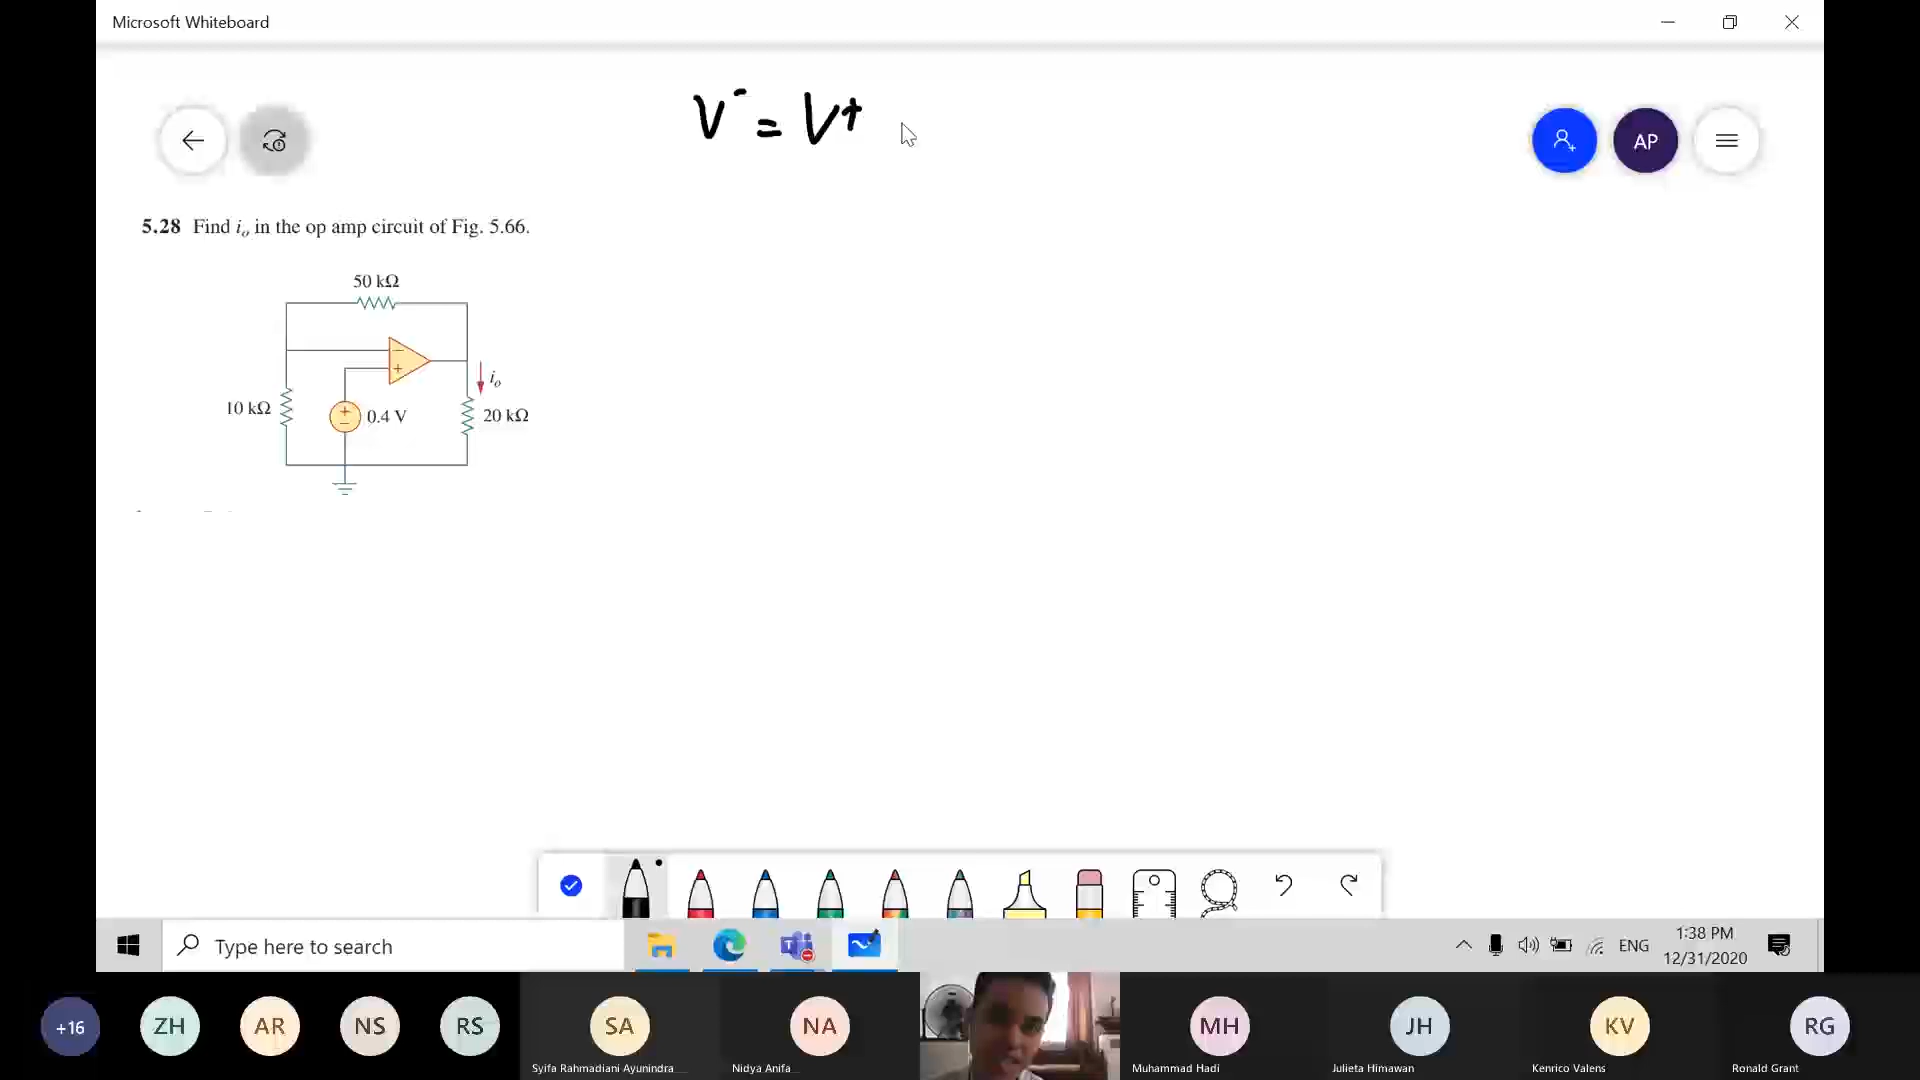 Microsoft Whiteboard
V⁻ = V⁺
AP
5.28 Find iₒ in the op amp circuit of Fig. 5.66.
50 kΩ
−
+
iₒ
10 kΩ
+
−
0.4 V
20 kΩ
Type here to search
ENG
1:38 PM
12/31/2020
+16
ZH
AR
NS
RS
SA
NA
MH
JH
KV
RG
Syifa Rahmadiani Ayunindra...
Nidya Anifa...
Muhammad Hadi
Julieta Himawan
Kenrico Valens
Ronald Grant